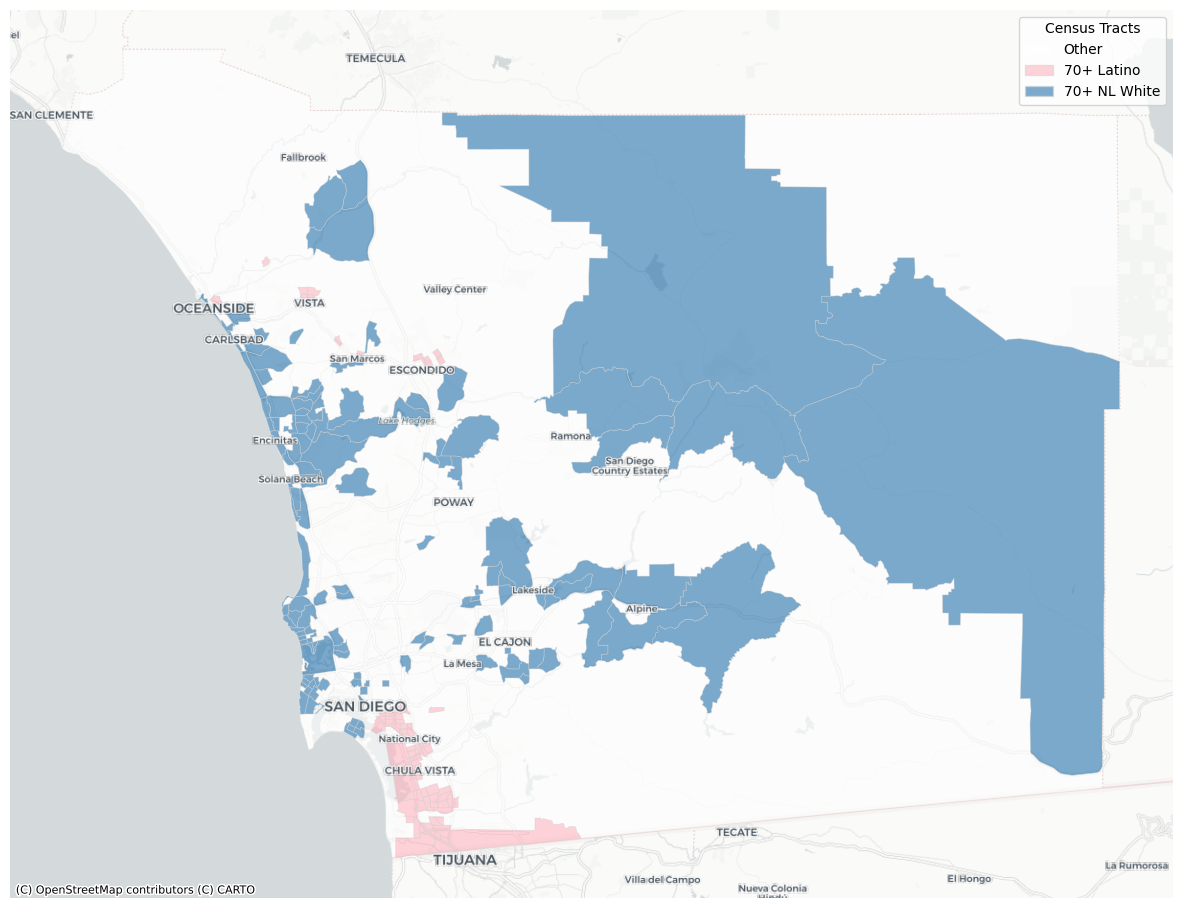 el
TEMECULA
SAN CLEMENTE
Census Tracts
Other
70+ Latino
70+ NL White
Fallbrook
Valley Center
OCEANSIDE
VISTA
CARLSBAD
San Marcos
ESCONDIDO
Lake Hodges
Encinitas
Ramona
San Diego
Country Estates
Solana Beach
POWAY
Lakeside
Alpine
EL CAJON
La Mesa
SAN DIEGO
National City
CHULA VISTA
TECATE
TIJUANA
La Rumorosa
Villa del Campo
El Hongo
Nueva Colonia
Hindú
(C) OpenStreetMap contributors (C) CARTO